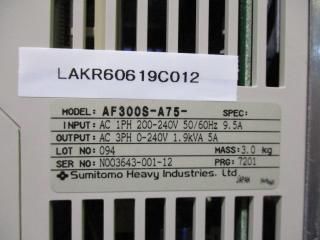 LAKR60619C012
MODEL: AF300S-A75- SPEC:
INPUT: AC 1PH 200-240V 50/60Hz 9.5A
OUTPUT: AC 3PH 0-240V 1.9kVA 5A
LOT NO: 094 MASS: 3.0 kg
SER NO: N003643-001-12 PRG: 7201
Sumitomo Heavy Industries. Ltd
JAPAN